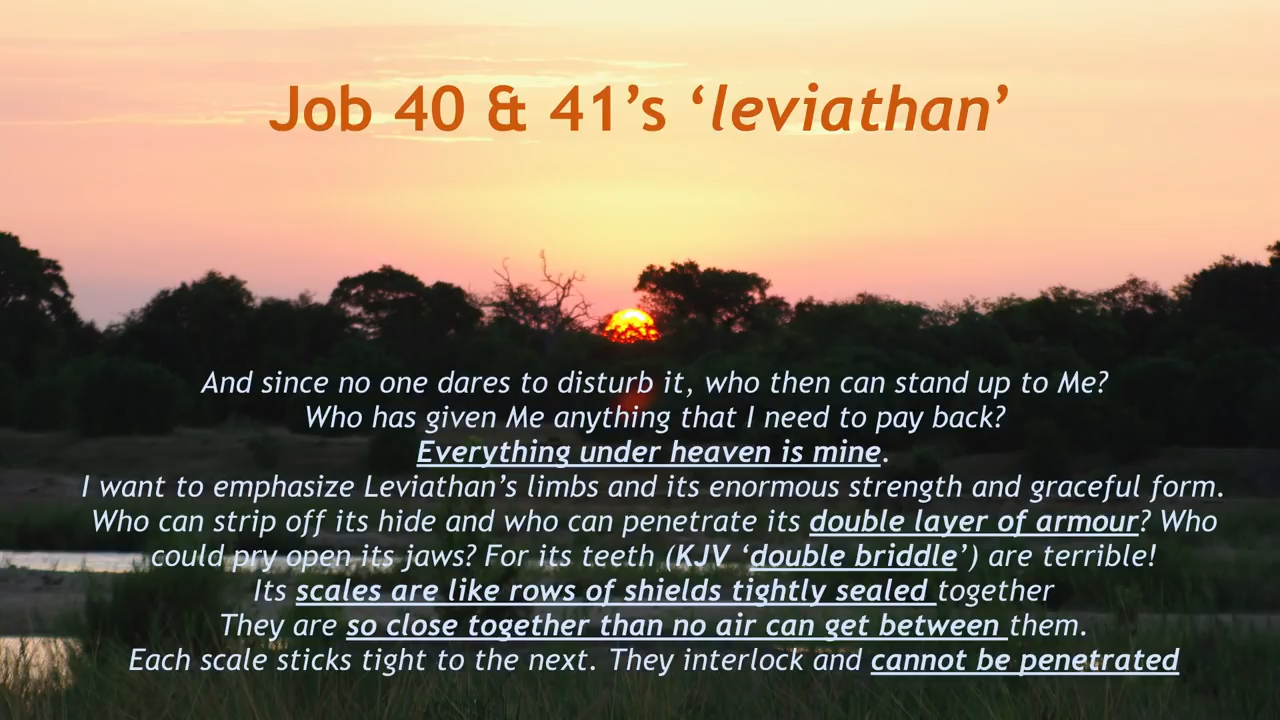 Job 40 & 41’s ‘leviathan’
And since no one dares to disturb it, who then can stand up to Me?
Who has given Me anything that I need to pay back?
Everything under heaven is mine.
I want to emphasize Leviathan’s limbs and its enormous strength and graceful form.
Who can strip off its hide and who can penetrate its double layer of armour? Who
could pry open its jaws? For its teeth (KJV ‘double briddle’) are terrible!
Its scales are like rows of shields tightly sealed together
They are so close together than no air can get between them.
Each scale sticks tight to the next. They interlock and cannot be penetrated